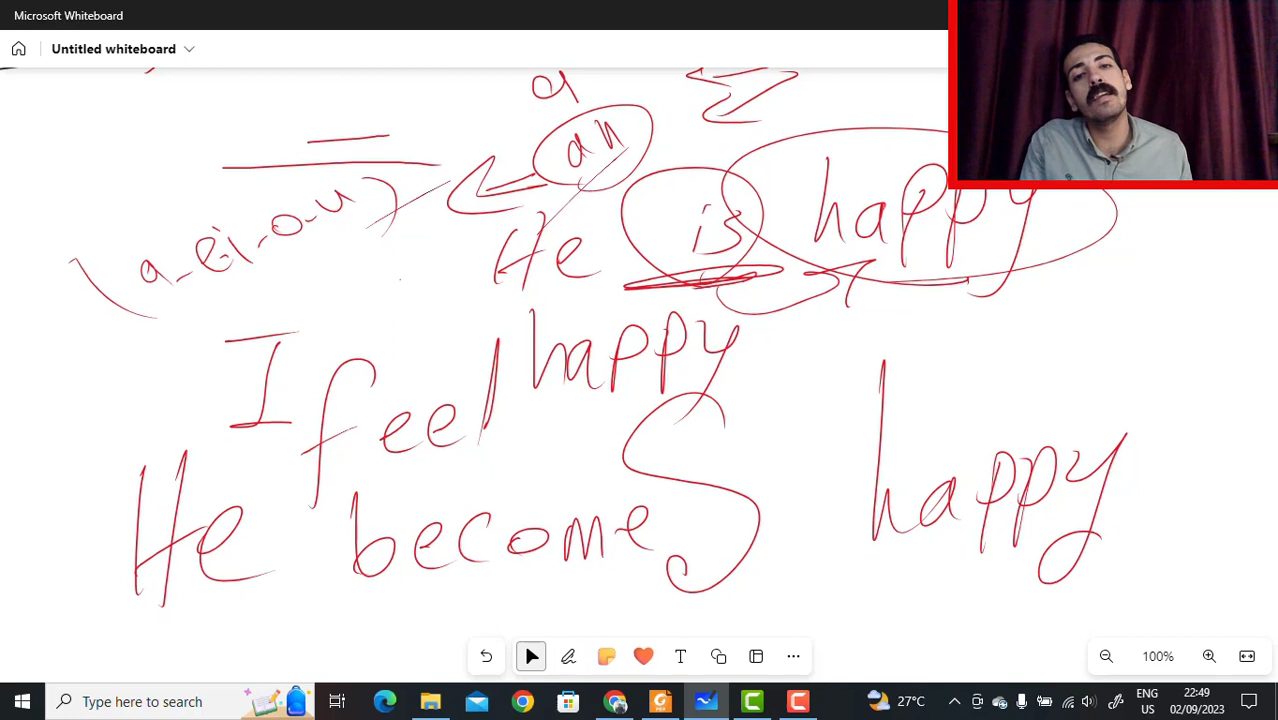 Microsoft Whiteboard
Untitled whiteboard
a
an
(a-ei-o-u)
He is happy
I feel happy
He becomes happy
100%
Type here to search
27°C
ENG
US
22:49
02/09/2023